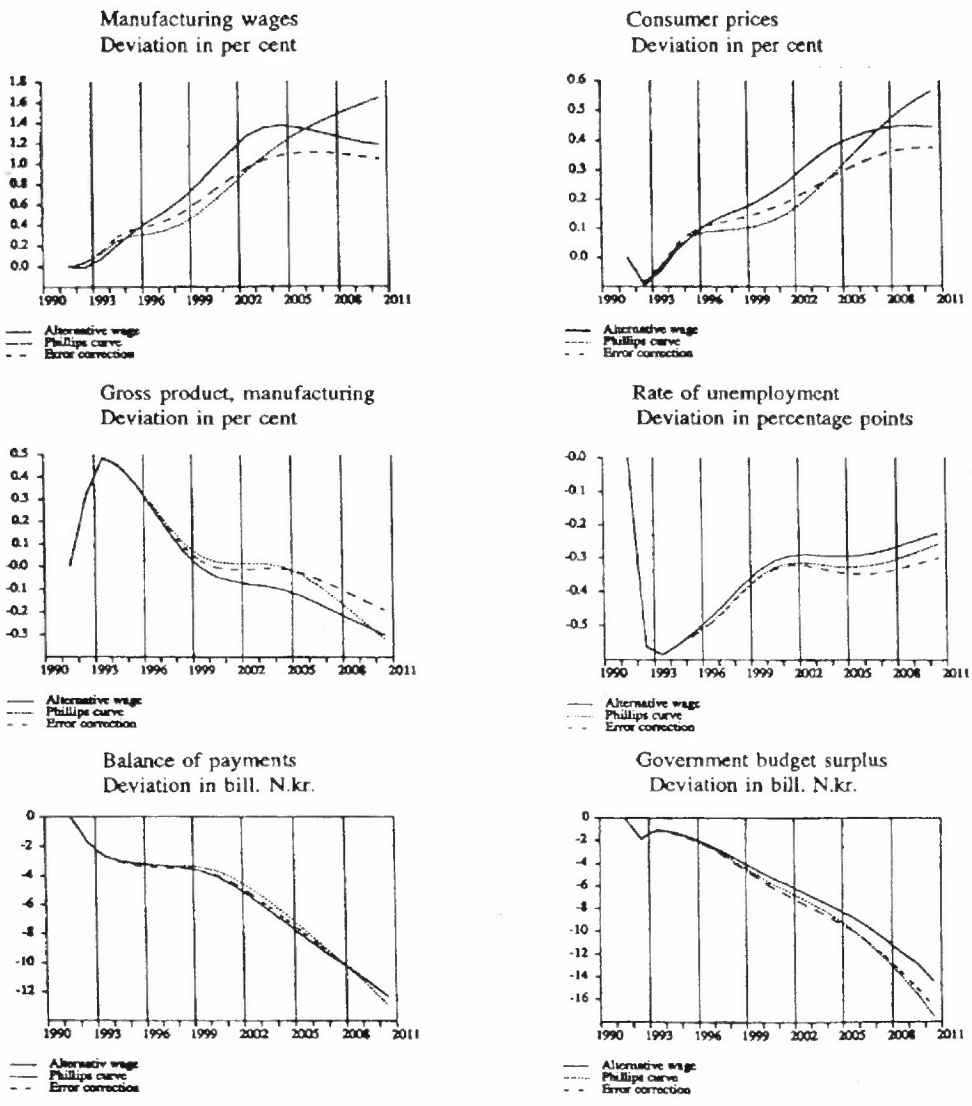 Manufacturing wages
Deviation in per cent
1.8
1.6
1.4
1.2
1.0
0.8
0.6
0.4
0.2
0.0
1990 1993 1996 1999 2002 2005 2008 2011
Alternative wage
Phillips curve
Error correction
Consumer prices
Deviation in per cent
0.6
0.5
0.4
0.3
0.2
0.1
0.0
1990 1993 1996 1999 2002 2005 2008 2011
Alternative wage
Phillips curve
Error correction
Gross product, manufacturing
Deviation in per cent
0.5
0.4
0.3
0.2
0.1
-0.0
-0.1
-0.2
-0.3
1990 1993 1996 1999 2002 2005 2008 2011
Alternative wage
Phillips curve
Error correction
Rate of unemployment
Deviation in percentage points
-0.0
-0.1
-0.2
-0.3
-0.4
-0.5
1990 1993 1996 1999 2002 2005 2008 2011
Alternative wage
Phillips curve
Error correction
Balance of payments
Deviation in bill. N.kr.
0
-2
-4
-6
-8
-10
-12
1990 1993 1996 1999 2002 2005 2008 2011
Alternativ wage
Phillips curve
Error correction
Government budget surplus
Deviation in bill. N.kr.
0
-2
-4
-6
-8
-10
-12
-14
-16
1990 1993 1996 1999 2002 2005 2008 2011
Alternative wage
Phillips curve
Error correction